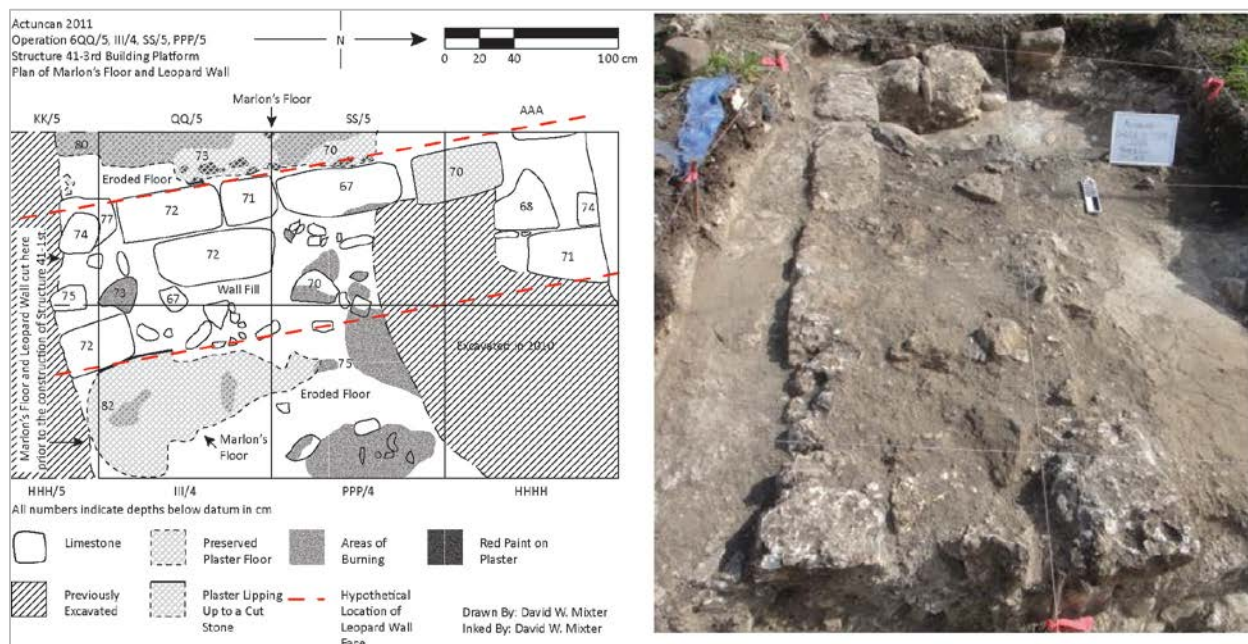 Actuncan 2011
Operation 6QQ/5, III/4, SS/5, PPP/5
Structure 41-3rd Building Platform
Plan of Marlon's Floor and Leopard Wall
N
0 20 40 100 cm
Marlon's Floor
KK/5 QQ/5 SS/5 AAA
80 73 70
Eroded Floor
67 70
77 72 71 68 74
74 72 71
75 73 67 Wall Fill 70
72 Excavated in 2010
75
82 Eroded Floor
Marlon's
Floor
Marlon's Floor and Leopard Wall cut here
prior to the construction of Structure 41-1st
HHH/5 III/4 PPP/4 HHHH
All numbers indicate depths below datum in cm
Limestone
Preserved
Plaster Floor
Areas of
Burning
Red Paint on
Plaster
Previously
Excavated
Plaster Lipping
Up to a Cut
Stone
Hypothetical
Location of
Leopard Wall
Face
Drawn By: David W. Mixter
Inked By: David W. Mixter